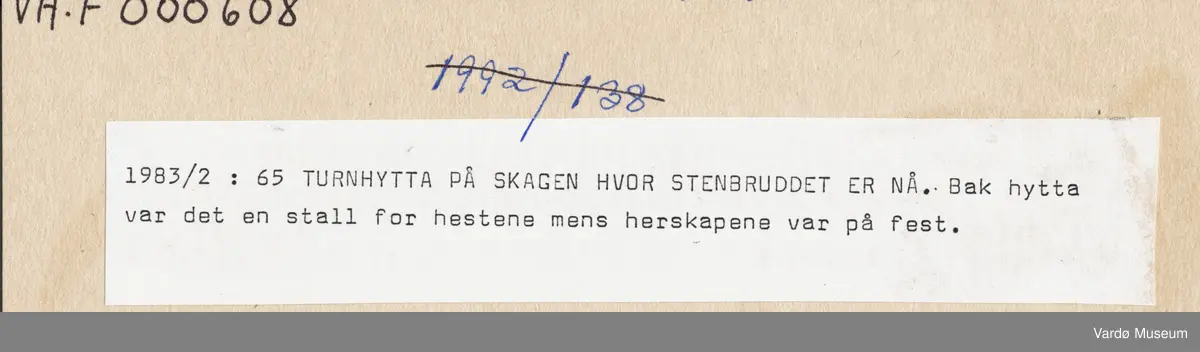 VA.F 000608
1992/138
1983/2 : 65 TURNHYTTA PÅ SKAGEN HVOR STENBRUDDET ER NÅ.. Bak hytta
var det en stall for hestene mens herskapene var på fest.
Vardø Museum